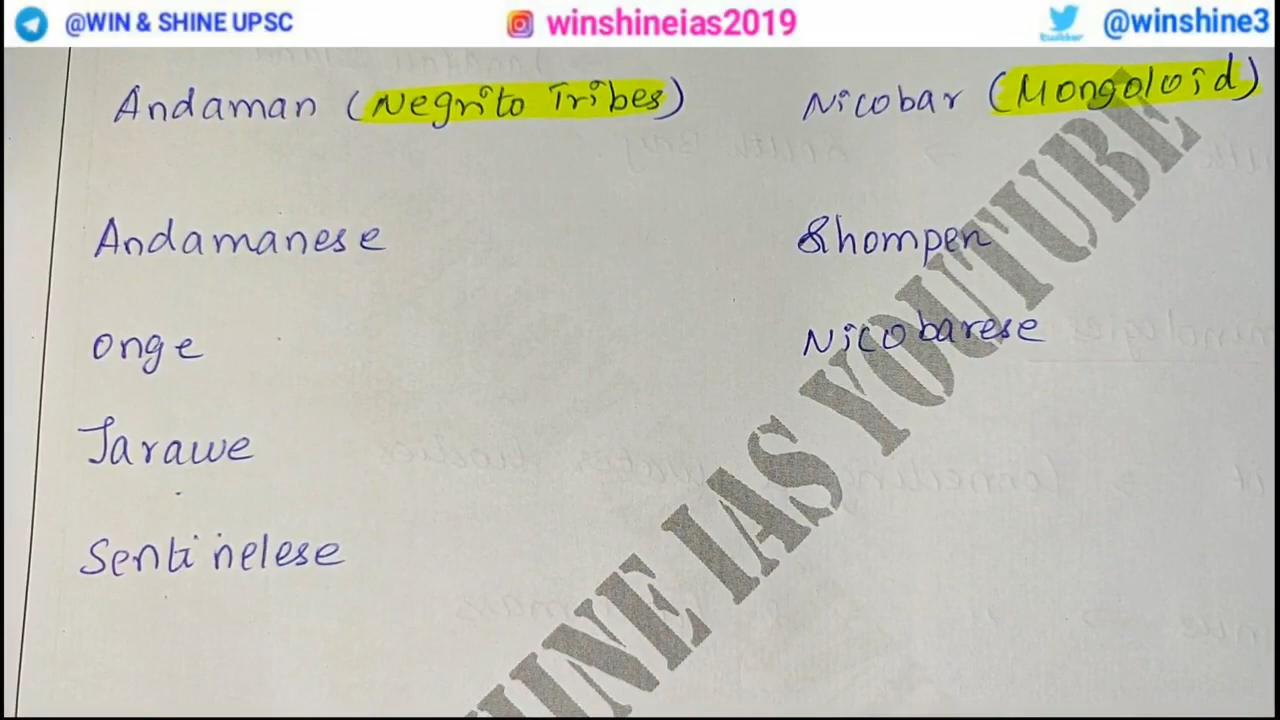 @WIN & SHINE UPSC
winshineias2019
twitter
@winshine3
Andaman (Negrito Tribes)
Nicobar (Mongoloid)
Andamanese
Shompen
Onge
Nicobarese
Jarawe
Sentinelese
SHINE IAS YOUTUBE